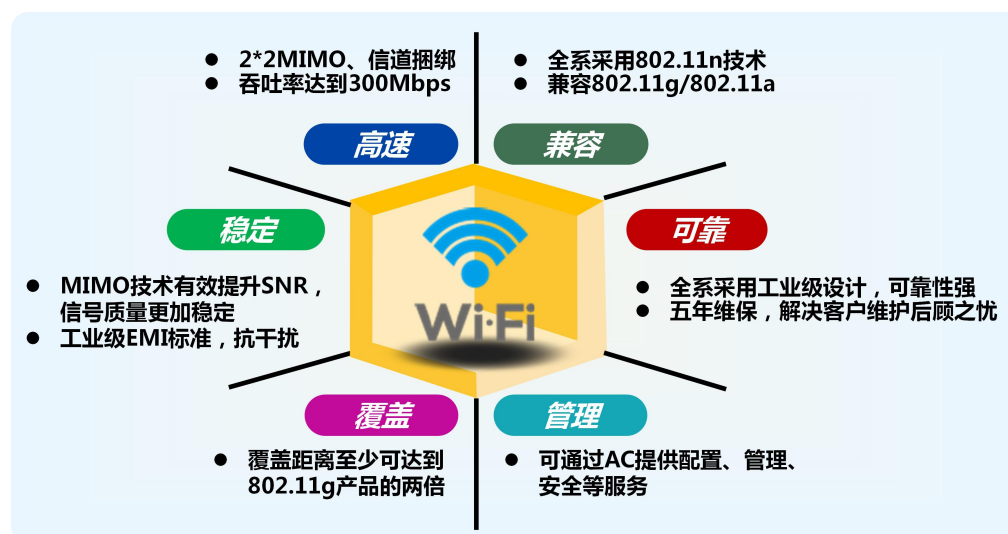 2*2MIMO、信道捆绑
吞吐率达到300Mbps
高速
全系采用802.11n技术
兼容802.11g/802.11a
兼容
稳定
MIMO技术有效提升SNR，
信号质量更加稳定
工业级EMI标准，抗干扰
Wi·Fi
可靠
全系采用工业级设计，可靠性强
五年维保，解决客户维护后顾之忧
覆盖
覆盖距离至少可达到
802.11g产品的两倍
管理
可通过AC提供配置、管理、
安全等服务